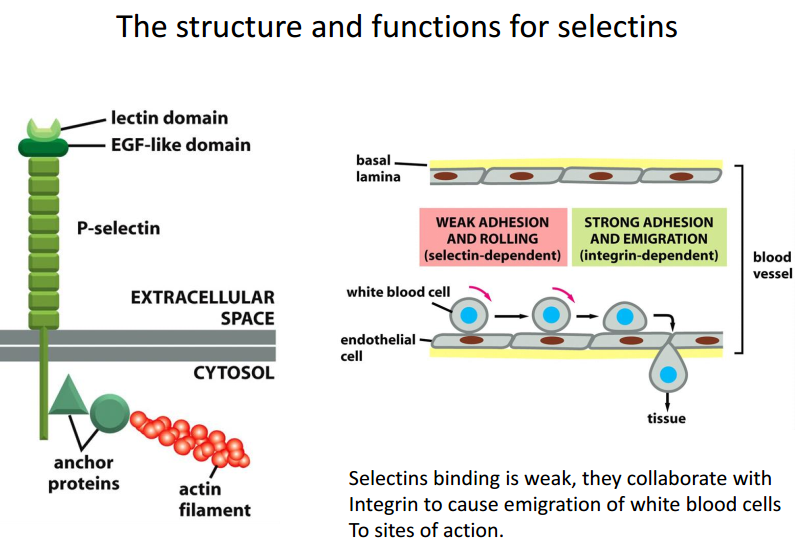 The structure and functions for selectins
lectin domain
EGF-like domain
P-selectin
EXTRACELLULAR
SPACE
CYTOSOL
anchor
proteins
actin
filament
basal
lamina
WEAK ADHESION
AND ROLLING
(selectin-dependent)
STRONG ADHESION
AND EMIGRATION
(integrin-dependent)
blood
vessel
white blood cell
endothelial
cell
tissue
Selectins binding is weak, they collaborate with
Integrin to cause emigration of white blood cells
To sites of action.